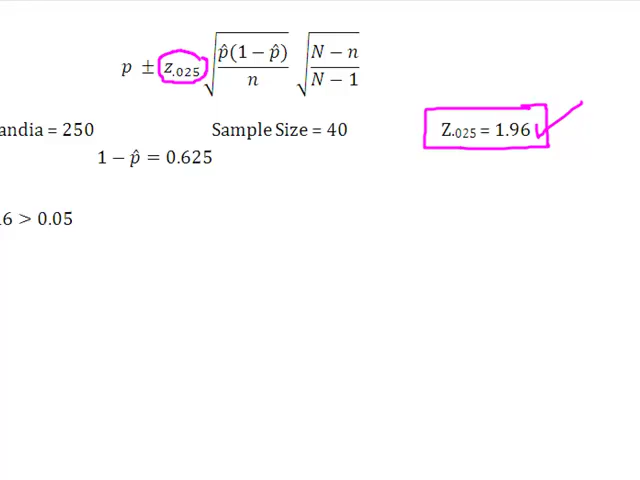 p ± z.025 √(p̂(1 − p̂)/n) √((N − n)/(N − 1))
andia = 250 Sample Size = 40 Z.025 = 1.96
1 − p̂ = 0.625
.6 > 0.05